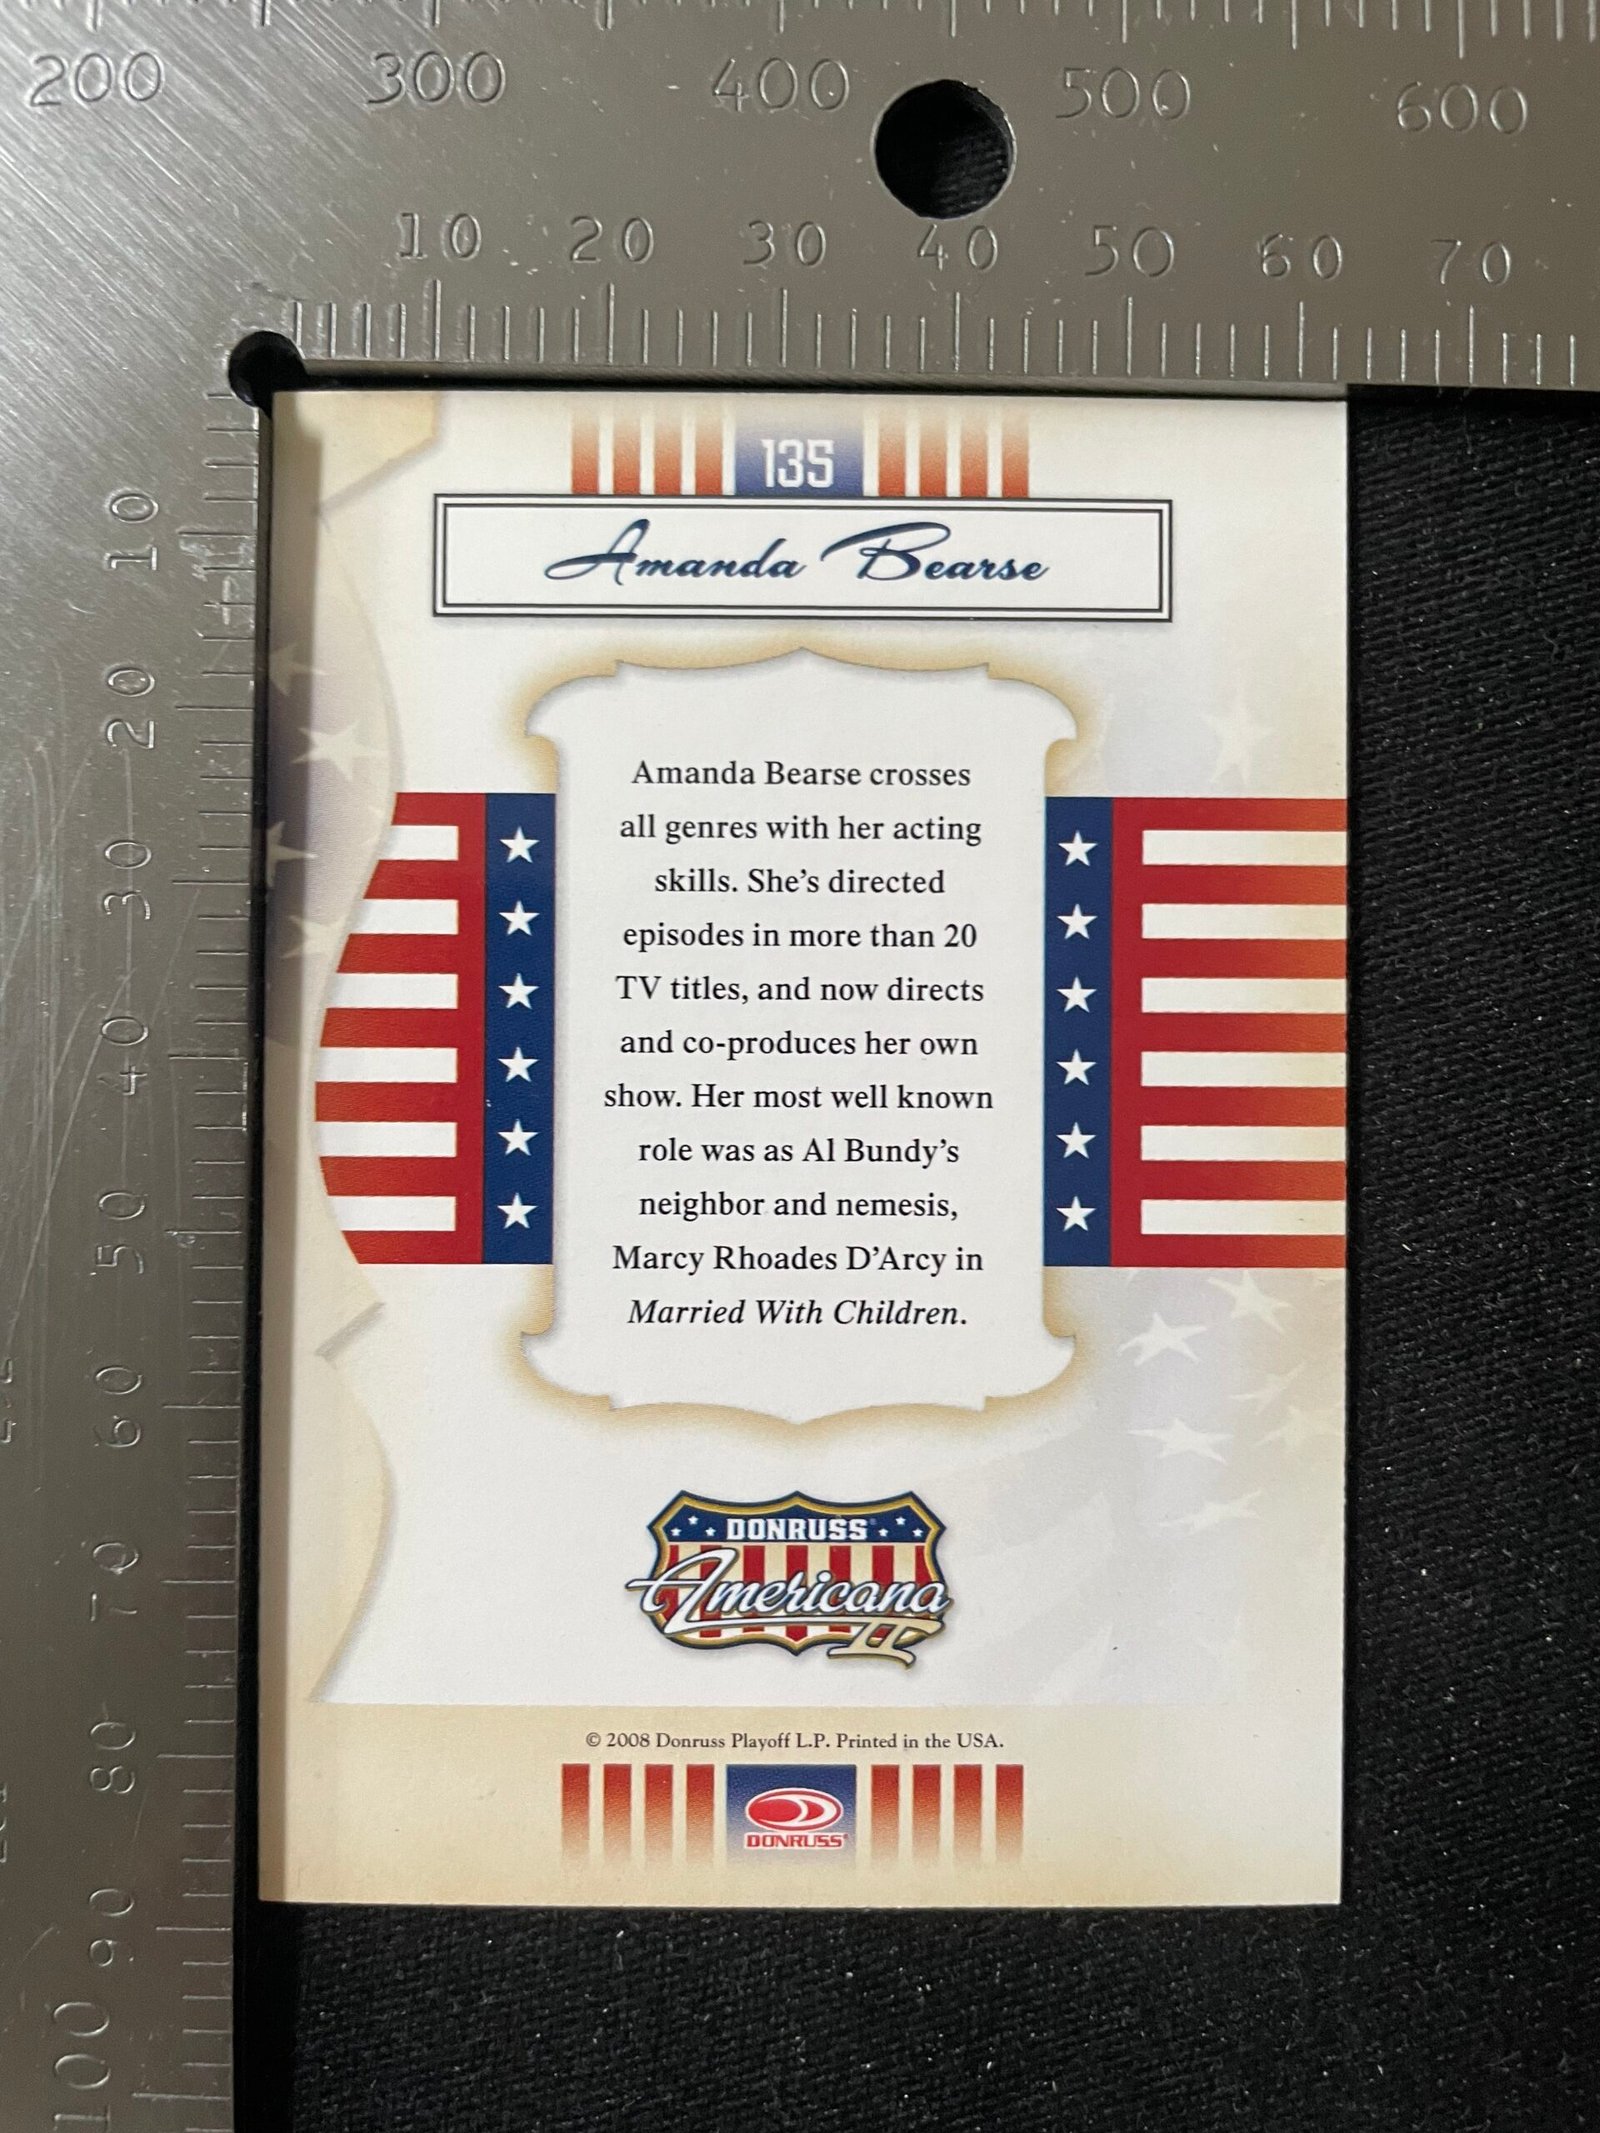 200 300 400 500 600
10 20 30 40 50 60 70
10
20
30
40
50
60
70
80
90
100
135
Amanda Bearse
Amanda Bearse crosses
all genres with her acting
skills. She's directed
episodes in more than 20
TV titles, and now directs
and co-produces her own
show. Her most well known
role was as Al Bundy's
neighbor and nemesis,
Marcy Rhoades D'Arcy in
Married With Children.
DONRUSS
Americana
II
© 2008 Donruss Playoff L.P. Printed in the USA.
DONRUSS